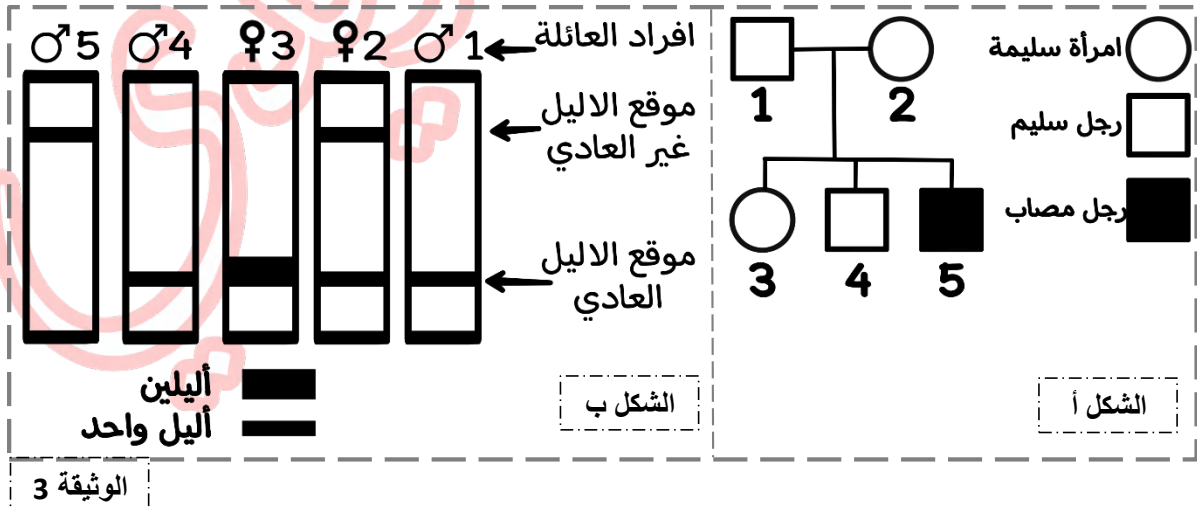 امرأة سليمة
رجل سليم
رجل مصاب
1
2
3
4
5
الشكل أ
افراد العائلة
♂1 ♀2 ♀3 ♂4 ♂5
موقع الاليل
غير العادي
موقع الاليل
العادي
أليلين
أليل واحد
الشكل ب
الوثيقة 3